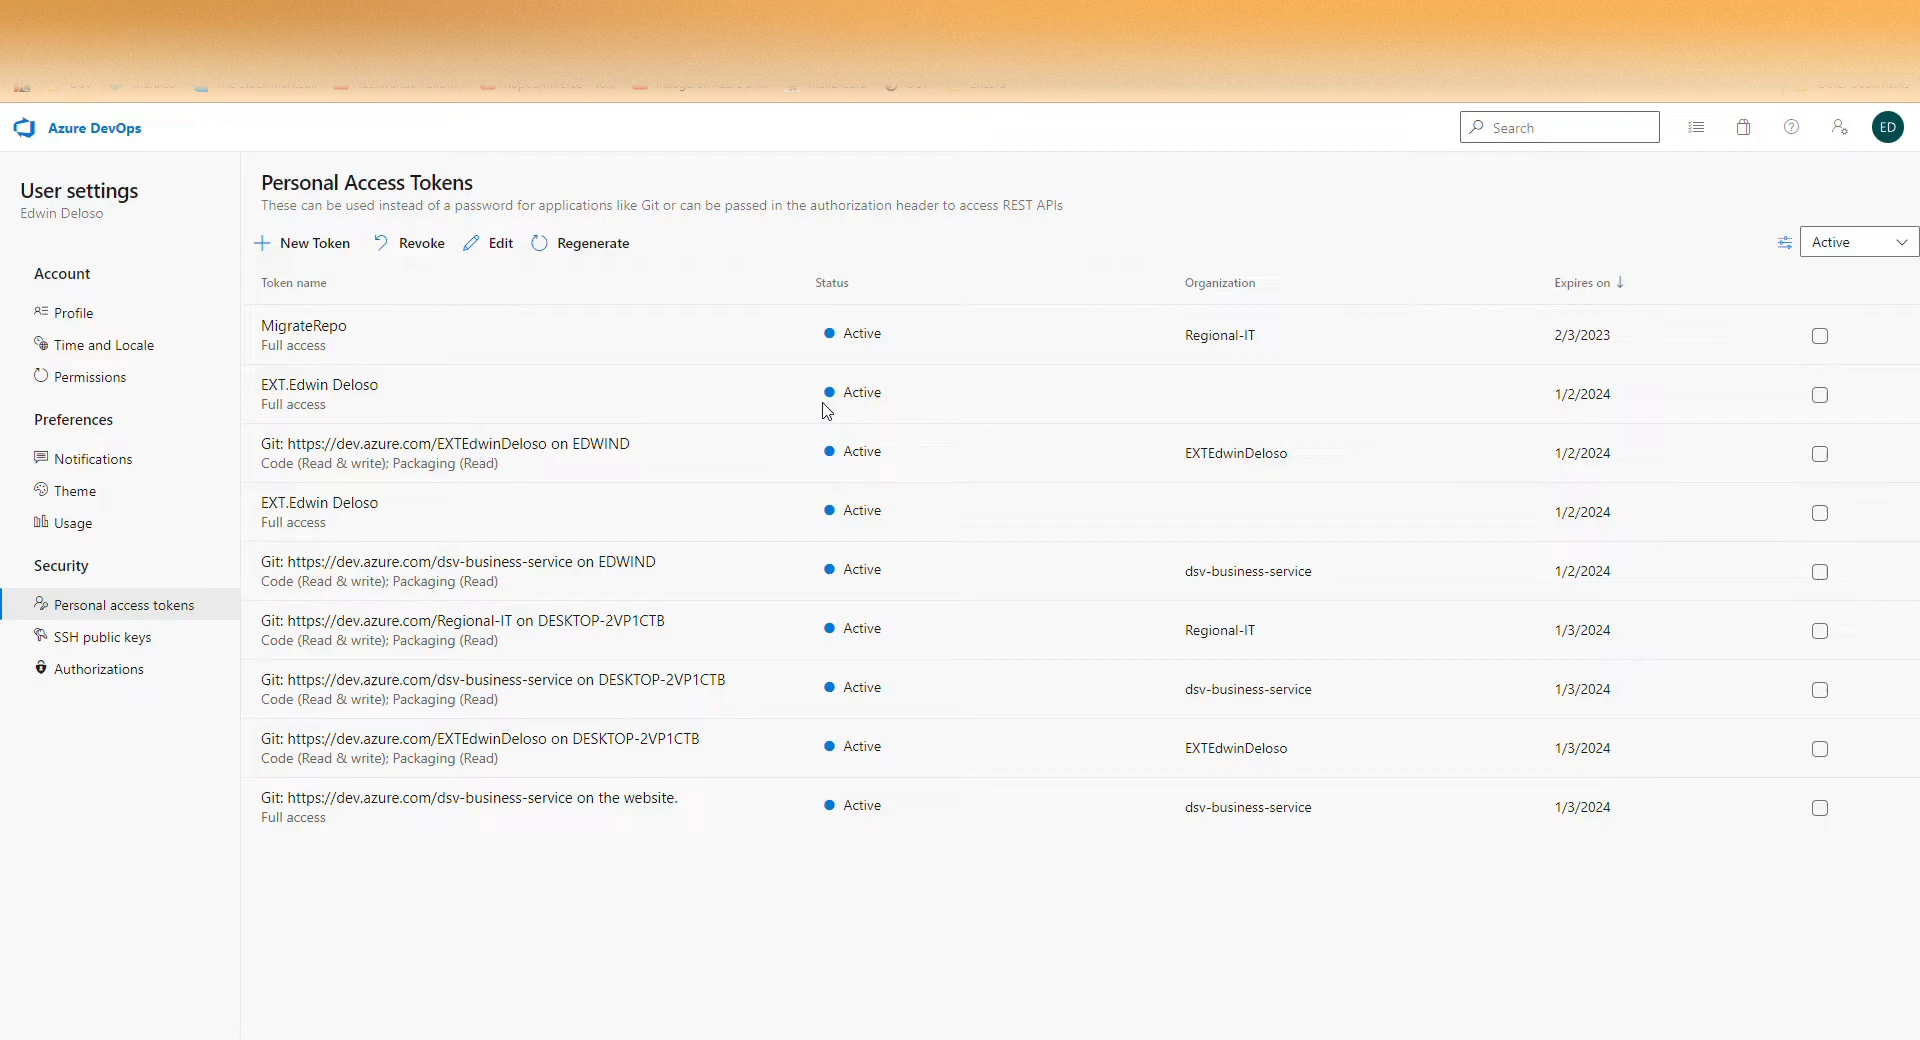 Azure DevOps
Search
ED
User settings
Edwin Deloso
Account
Profile
Time and Locale
Permissions
Preferences
Notifications
Theme
Usage
Security
Personal access tokens
SSH public keys
Authorizations
Personal Access Tokens
These can be used instead of a password for applications like Git or can be passed in the authorization header to access REST APIs
New Token Revoke Edit Regenerate
Active
Token name Status Organization Expires on
MigrateRepo
Full access
Active Regional-IT 2/3/2023
EXT.Edwin Deloso
Full access
Active 1/2/2024
Git: https://dev.azure.com/EXTEdwinDeloso on EDWIND
Code (Read & write); Packaging (Read)
Active EXTEdwinDeloso 1/2/2024
EXT.Edwin Deloso
Full access
Active 1/2/2024
Git: https://dev.azure.com/dsv-business-service on EDWIND
Code (Read & write); Packaging (Read)
Active dsv-business-service 1/2/2024
Git: https://dev.azure.com/Regional-IT on DESKTOP-2VP1CTB
Code (Read & write); Packaging (Read)
Active Regional-IT 1/3/2024
Git: https://dev.azure.com/dsv-business-service on DESKTOP-2VP1CTB
Code (Read & write); Packaging (Read)
Active dsv-business-service 1/3/2024
Git: https://dev.azure.com/EXTEdwinDeloso on DESKTOP-2VP1CTB
Code (Read & write); Packaging (Read)
Active EXTEdwinDeloso 1/3/2024
Git: https://dev.azure.com/dsv-business-service on the website.
Full access
Active dsv-business-service 1/3/2024